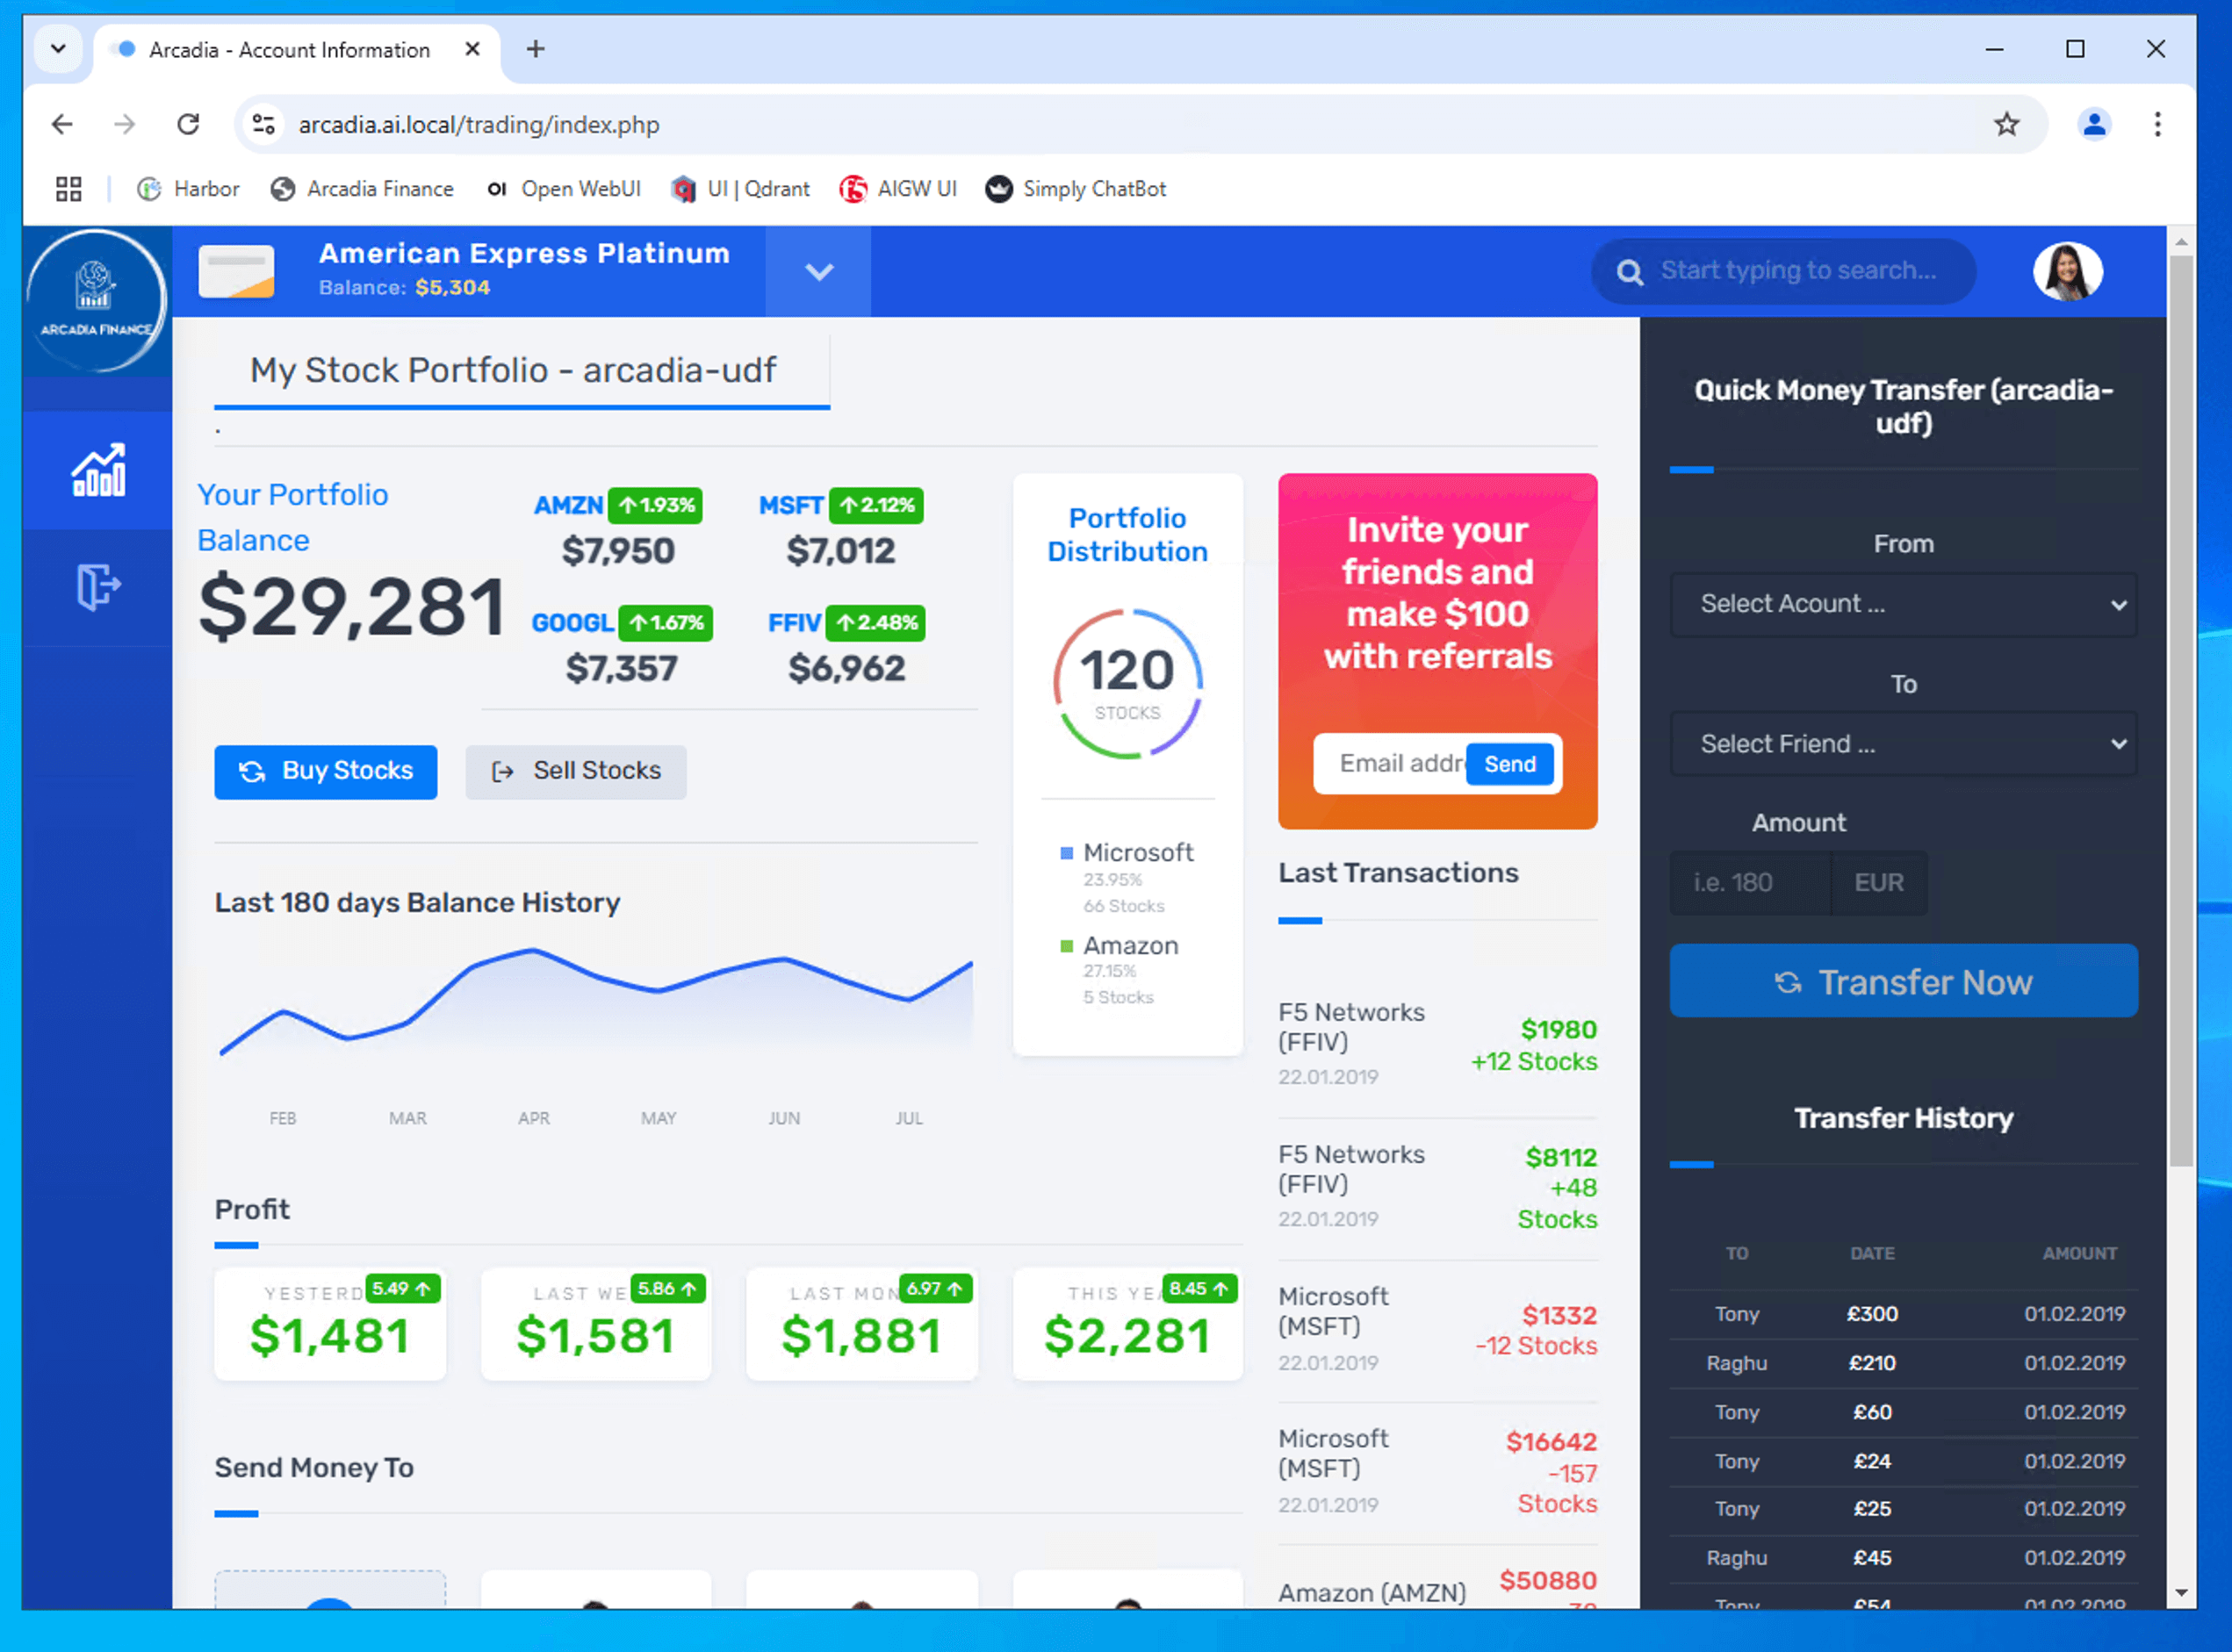 Arcadia - Account Information
arcadia.ai.local/trading/index.php
Harbor
Arcadia Finance
OI Open WebUI
UI | Qdrant
AIGW UI
Simply ChatBot
ARCADIA FINANCE
American Express Platinum
Balance: $5,304
Start typing to search...
My Stock Portfolio - arcadia-udf
.
Your Portfolio
Balance
$29,281
AMZN 1.93%
$7,950
MSFT 2.12%
$7,012
GOOGL 1.67%
$7,357
FFIV 2.48%
$6,962
Buy Stocks
Sell Stocks
Last 180 days Balance History
FEB MAR APR MAY JUN JUL
Portfolio
Distribution
120
STOCKS
Microsoft
23.95%
66 Stocks
Amazon
27.15%
5 Stocks
Profit
YESTERD 5.49
$1,481
LAST WE 5.86
$1,581
LAST MON 6.97
$1,881
THIS YEA 8.45
$2,281
Send Money To
Invite your
friends and
make $100
with referrals
Email addr Send
Last Transactions
F5 Networks
(FFIV)
22.01.2019
$1980
+12 Stocks
F5 Networks
(FFIV)
22.01.2019
$8112
+48
Stocks
Microsoft
(MSFT)
22.01.2019
$1332
-12 Stocks
Microsoft
(MSFT)
22.01.2019
$16642
-157
Stocks
Amazon (AMZN)
$50880
Quick Money Transfer (arcadia-
udf)
From
Select Acount ...
To
Select Friend ...
Amount
i.e. 180 EUR
Transfer Now
Transfer History
TO DATE AMOUNT
Tony £300 01.02.2019
Raghu £210 01.02.2019
Tony £60 01.02.2019
Tony £24 01.02.2019
Tony £25 01.02.2019
Raghu £45 01.02.2019
Tony £54 01.02.2019